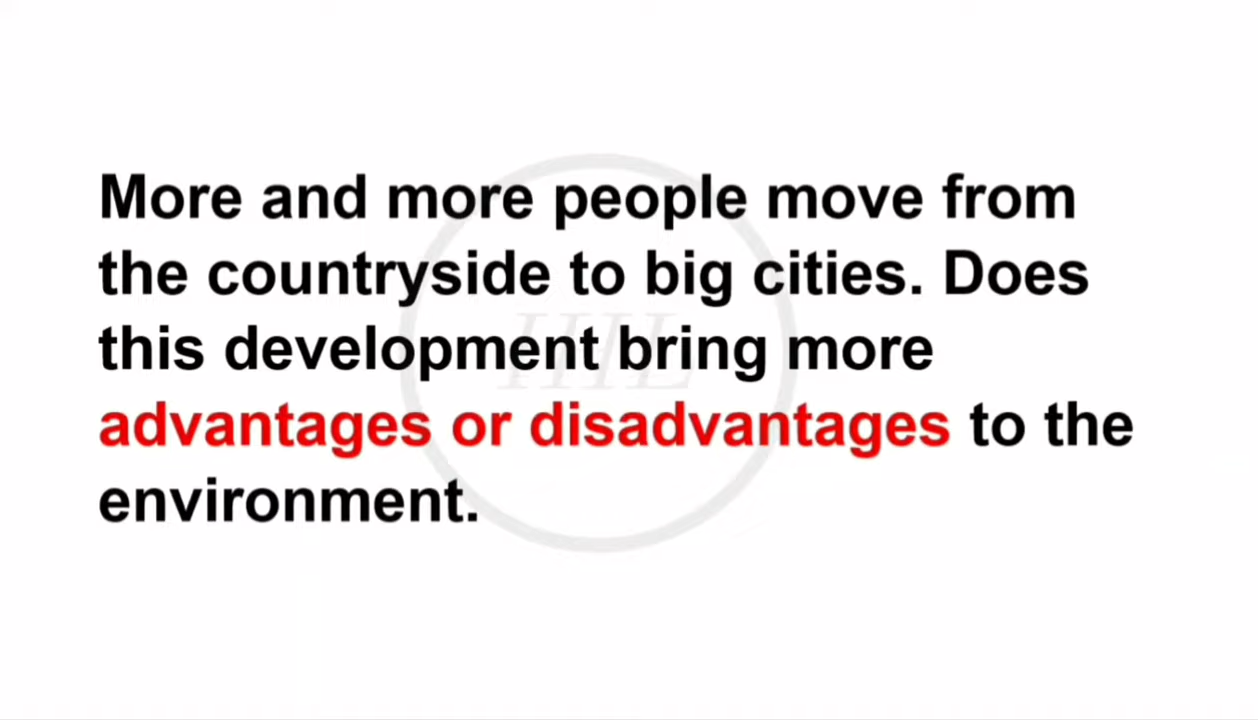 More and more people move from
the countryside to big cities. Does
this development bring more
advantages or disadvantages to the
environment.
HHL